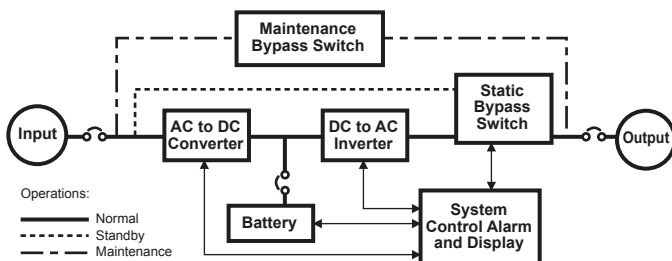 Maintenance
Bypass Switch
Static
Bypass
Switch
Input
AC to DC
Converter
DC to AC
Inverter
Output
Operations:
Normal
Standby
Maintenance
Battery
System
Control Alarm
and Display